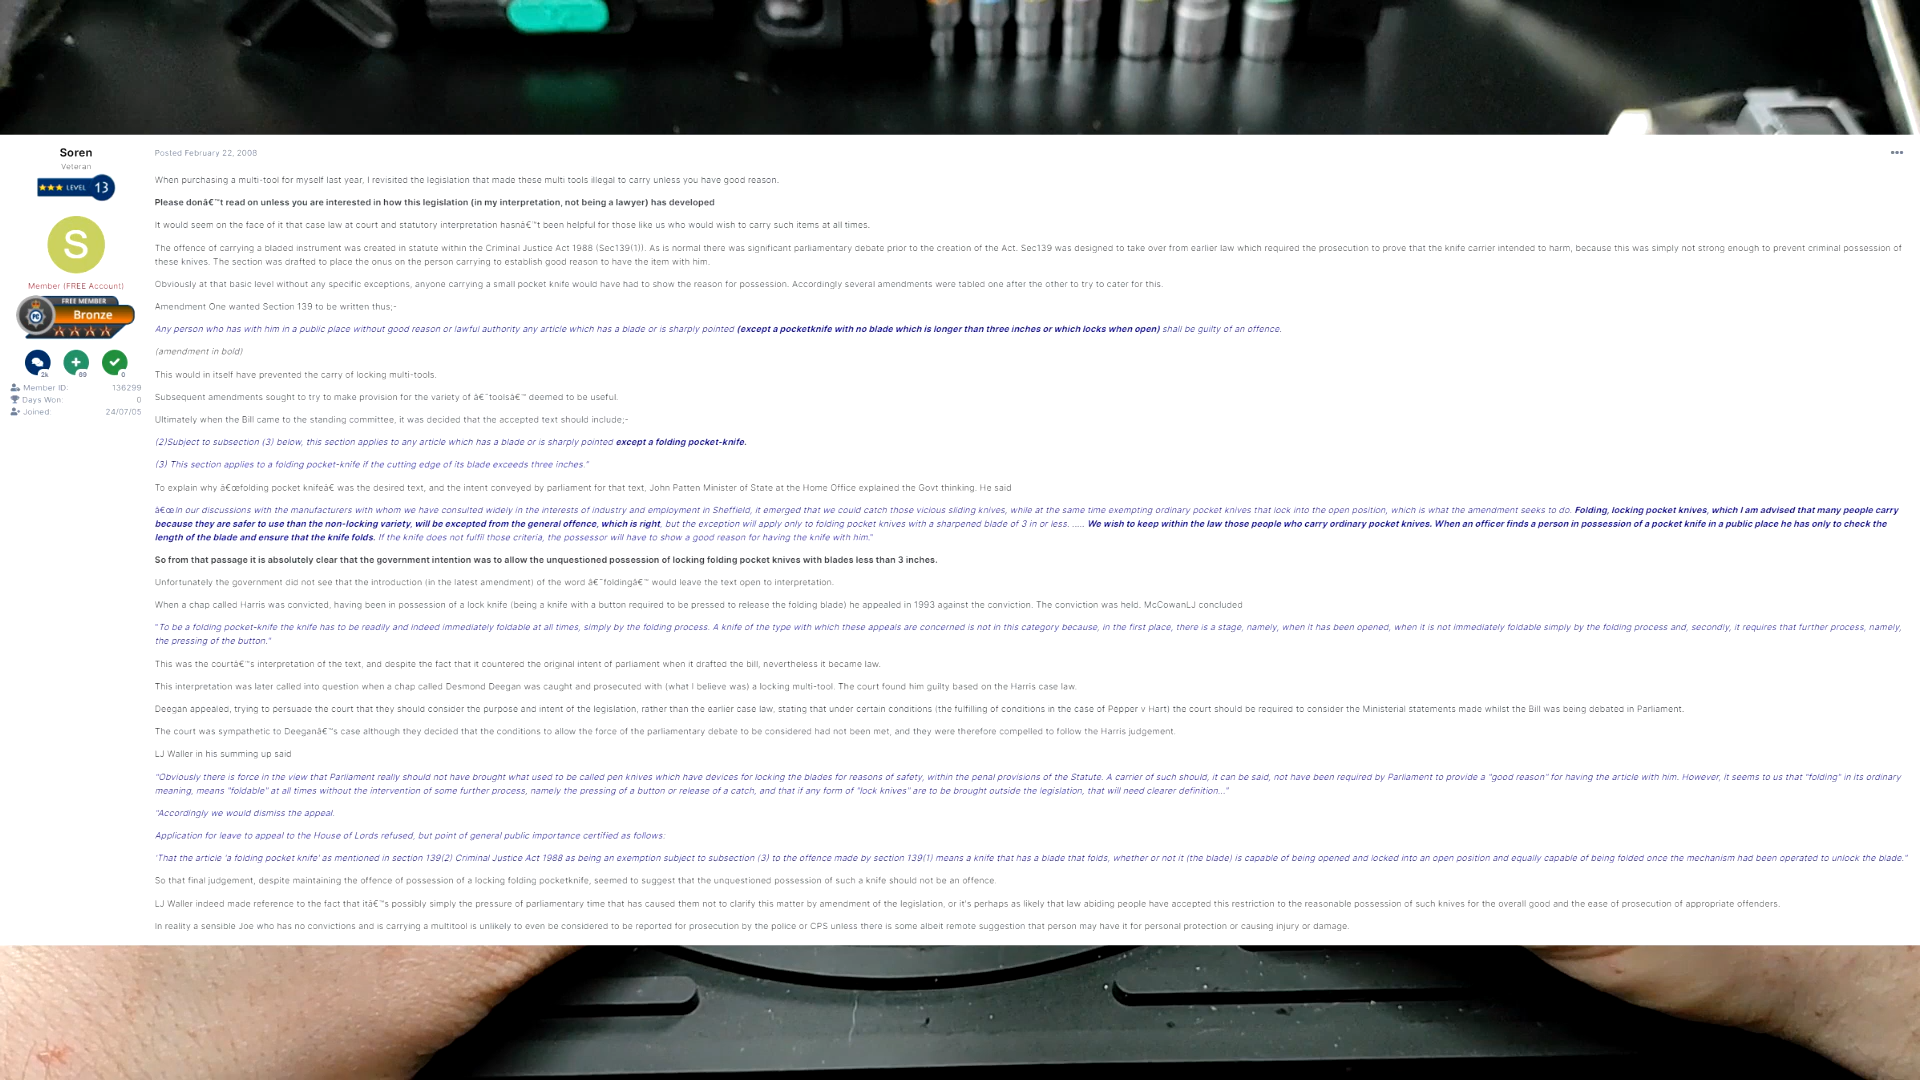 Soren
Veteran
LEVEL 13
S
Member (FREE Account)
FREE MEMBER
Bronze
2k
89
0
Member ID: 136299
Days Won: 0
Joined: 24/07/05
Posted February 22, 2008
When purchasing a multi-tool for myself last year, I revisited the legislation that made these multi tools illegal to carry unless you have good reason.
Please donâ€™t read on unless you are interested in how this legislation (in my interpretation, not being a lawyer) has developed
It would seem on the face of it that case law at court and statutory interpretation hasnâ€™t been helpful for those like us who would wish to carry such items at all times.
The offence of carrying a bladed instrument was created in statute within the Criminal Justice Act 1988 (Sec139(1)). As is normal there was significant parliamentary debate prior to the creation of the Act. Sec139 was designed to take over from earlier law which required the prosecution to prove that the knife carrier intended to harm, because this was simply not strong enough to prevent criminal possession of
these knives. The section was drafted to place the onus on the person carrying to establish good reason to have the item with him.
Obviously at that basic level without any specific exceptions, anyone carrying a small pocket knife would have had to show the reason for possession. Accordingly several amendments were tabled one after the other to try to cater for this.
Amendment One wanted Section 139 to be written thus;-
Any person who has with him in a public place without good reason or lawful authority any article which has a blade or is sharply pointed (except a pocketknife with no blade which is longer than three inches or which locks when open) shall be guilty of an offence.
(amendment in bold)
This would in itself have prevented the carry of locking multi-tools.
Subsequent amendments sought to try to make provision for the variety of â€˜toolsâ€™ deemed to be useful.
Ultimately when the Bill came to the standing committee, it was decided that the accepted text should include;-
(2)Subject to subsection (3) below, this section applies to any article which has a blade or is sharply pointed except a folding pocket-knife.
(3) This section applies to a folding pocket-knife if the cutting edge of its blade exceeds three inches."
To explain why â€œfolding pocket knifeâ€ was the desired text, and the intent conveyed by parliament for that text, John Patten Minister of State at the Home Office explained the Govt thinking. He said
â€œIn our discussions with the manufacturers with whom we have consulted widely in the interests of industry and employment in Sheffield, it emerged that we could catch those vicious sliding knives, while at the same time exempting ordinary pocket knives that lock into the open position, which is what the amendment seeks to do. Folding, locking pocket knives, which I am advised that many people carry
because they are safer to use than the non-locking variety, will be excepted from the general offence, which is right, but the exception will apply only to folding pocket knives with a sharpened blade of 3 in or less. ..... We wish to keep within the law those people who carry ordinary pocket knives. When an officer finds a person in possession of a pocket knife in a public place he has only to check the
length of the blade and ensure that the knife folds. If the knife does not fulfil those criteria, the possessor will have to show a good reason for having the knife with him."
So from that passage it is absolutely clear that the government intention was to allow the unquestioned possession of locking folding pocket knives with blades less than 3 inches.
Unfortunately the government did not see that the introduction (in the latest amendment) of the word â€˜foldingâ€™ would leave the text open to interpretation.
When a chap called Harris was convicted, having been in possession of a lock knife (being a knife with a button required to be pressed to release the folding blade) he appealed in 1993 against the conviction. The conviction was held. McCowanLJ concluded
"To be a folding pocket-knife the knife has to be readily and indeed immediately foldable at all times, simply by the folding process. A knife of the type with which these appeals are concerned is not in this category because, in the first place, there is a stage, namely, when it has been opened, when it is not immediately foldable simply by the folding process and, secondly, it requires that further process, namely,
the pressing of the button."
This was the courtâ€™s interpretation of the text, and despite the fact that it countered the original intent of parliament when it drafted the bill, nevertheless it became law.
This interpretation was later called into question when a chap called Desmond Deegan was caught and prosecuted with (what I believe was) a locking multi-tool. The court found him guilty based on the Harris case law.
Deegan appealed, trying to persuade the court that they should consider the purpose and intent of the legislation, rather than the earlier case law, stating that under certain conditions (the fulfilling of conditions in the case of Pepper v Hart) the court should be required to consider the Ministerial statements made whilst the Bill was being debated in Parliament.
The court was sympathetic to Deeganâ€™s case although they decided that the conditions to allow the force of the parliamentary debate to be considered had not been met, and they were therefore compelled to follow the Harris judgement.
LJ Waller in his summing up said
"Obviously there is force in the view that Parliament really should not have brought what used to be called pen knives which have devices for locking the blades for reasons of safety, within the penal provisions of the Statute. A carrier of such should, it can be said, not have been required by Parliament to provide a "good reason" for having the article with him. However, it seems to us that "folding" in its ordinary
meaning, means "foldable" at all times without the intervention of some further process, namely the pressing of a button or release of a catch, and that if any form of "lock knives" are to be brought outside the legislation, that will need clearer definition..."
"Accordingly we would dismiss the appeal.
Application for leave to appeal to the House of Lords refused, but point of general public importance certified as follows:
'That the article 'a folding pocket knife' as mentioned in section 139(2) Criminal Justice Act 1988 as being an exemption subject to subsection (3) to the offence made by section 139(1) means a knife that has a blade that folds, whether or not it (the blade) is capable of being opened and locked into an open position and equally capable of being folded once the mechanism had been operated to unlock the blade."
So that final judgement, despite maintaining the offence of possession of a locking folding pocketknife, seemed to suggest that the unquestioned possession of such a knife should not be an offence.
LJ Waller indeed made reference to the fact that itâ€™s possibly simply the pressure of parliamentary time that has caused them not to clarify this matter by amendment of the legislation, or it's perhaps as likely that law abiding people have accepted this restriction to the reasonable possession of such knives for the overall good and the ease of prosecution of appropriate offenders.
In reality a sensible Joe who has no convictions and is carrying a multitool is unlikely to even be considered to be reported for prosecution by the police or CPS unless there is some albeit remote suggestion that person may have it for personal protection or causing injury or damage.